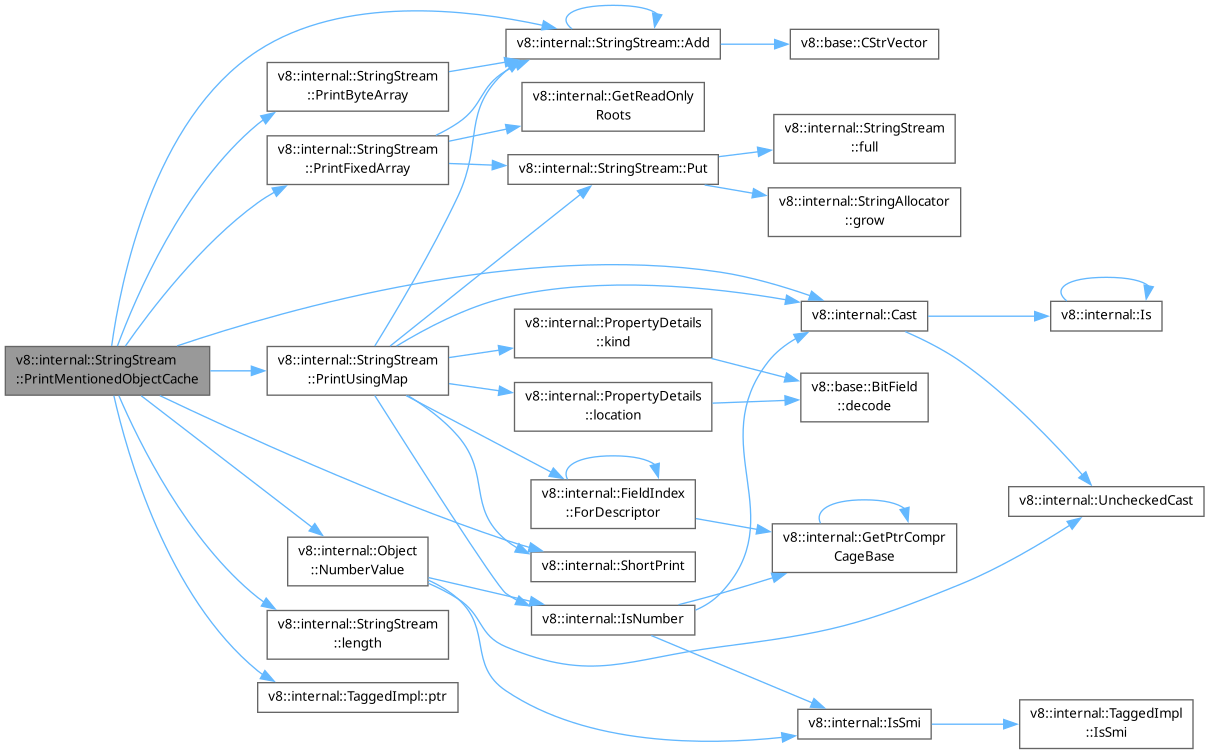 v8::internal::StringStream
::PrintMentionedObjectCache
v8::internal::StringStream
::PrintByteArray
v8::internal::StringStream
::PrintFixedArray
v8::internal::StringStream
::PrintUsingMap
v8::internal::Object
::NumberValue
v8::internal::StringStream
::length
v8::internal::TaggedImpl::ptr
v8::internal::StringStream::Add
v8::internal::GetReadOnly
Roots
v8::internal::StringStream::Put
v8::internal::PropertyDetails
::kind
v8::internal::PropertyDetails
::location
v8::internal::FieldIndex
::ForDescriptor
v8::internal::ShortPrint
v8::internal::IsNumber
v8::base::CStrVector
v8::internal::StringStream
::full
v8::internal::StringAllocator
::grow
v8::internal::Cast
v8::base::BitField
::decode
v8::internal::GetPtrCompr
CageBase
v8::internal::IsSmi
v8::internal::Is
v8::internal::UncheckedCast
v8::internal::TaggedImpl
::IsSmi